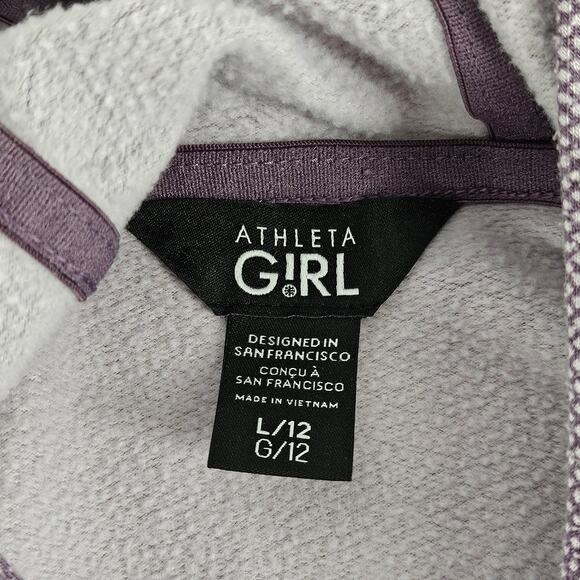 ATHLETA
GIRL
DESIGNED IN
SAN FRANCISCO
CONÇU À
SAN FRANCISCO
MADE IN VIETNAM
L/12
G/12